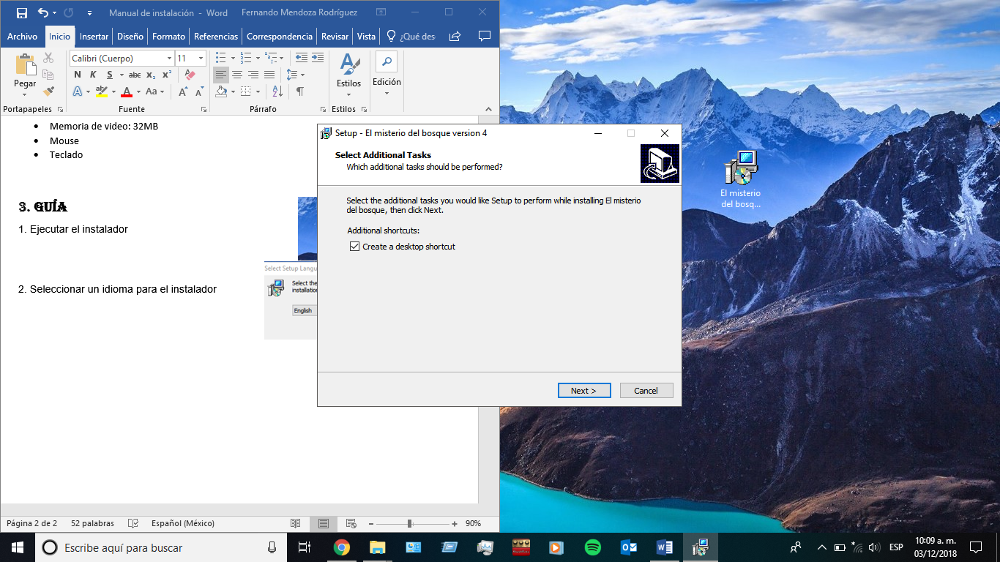 Manual de instalación - Word
Fernando Mendoza Rodríguez
Archivo Inicio Insertar Diseño Formato Referencias Correspondencia Revisar Vista ¿Qué des
Pegar
Calibri (Cuerpo) 11
N K S abc x₂ x²
A ab A Aa A A
Estilos
Edición
Portapapeles Fuente Párrafo Estilos
• Memoria de video: 32MB
• Mouse
• Teclado
3. GUÍA
1. Ejecutar el instalador
2. Seleccionar un idioma para el instalador
Select Setup Langu
Select the
installation
English
Setup - El misterio del bosque version 4
Select Additional Tasks
Which additional tasks should be performed?
Select the additional tasks you would like Setup to perform while installing El misterio
del bosque, then click Next.
Additional shortcuts:
Create a desktop shortcut
Next > Cancel
El misterio
del bosq...
Página 2 de 2 52 palabras Español (México) 90%
Escribe aquí para buscar
ESP
10:09 a. m.
03/12/2018